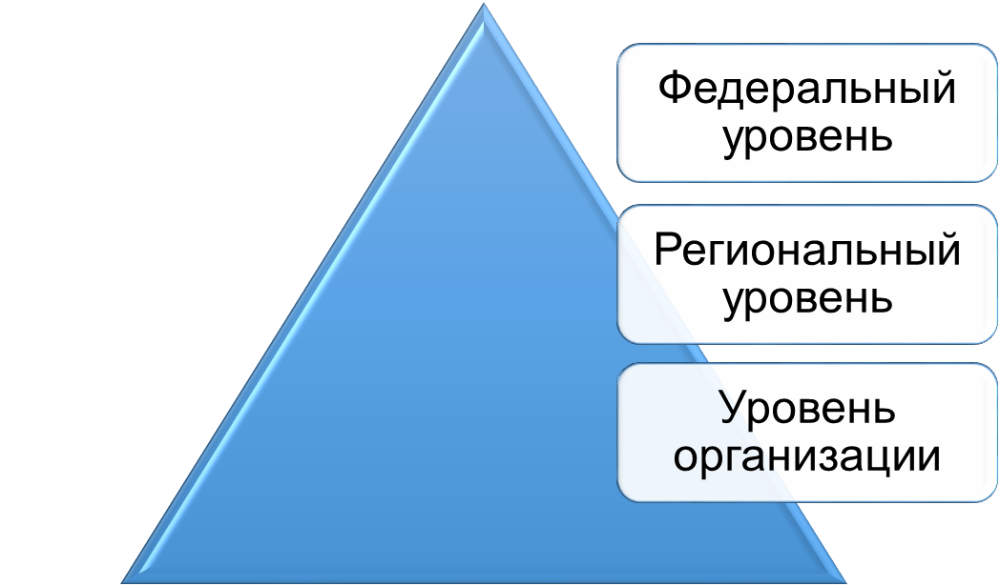 Федеральный
уровень
Региональный
уровень
Уровень
организации